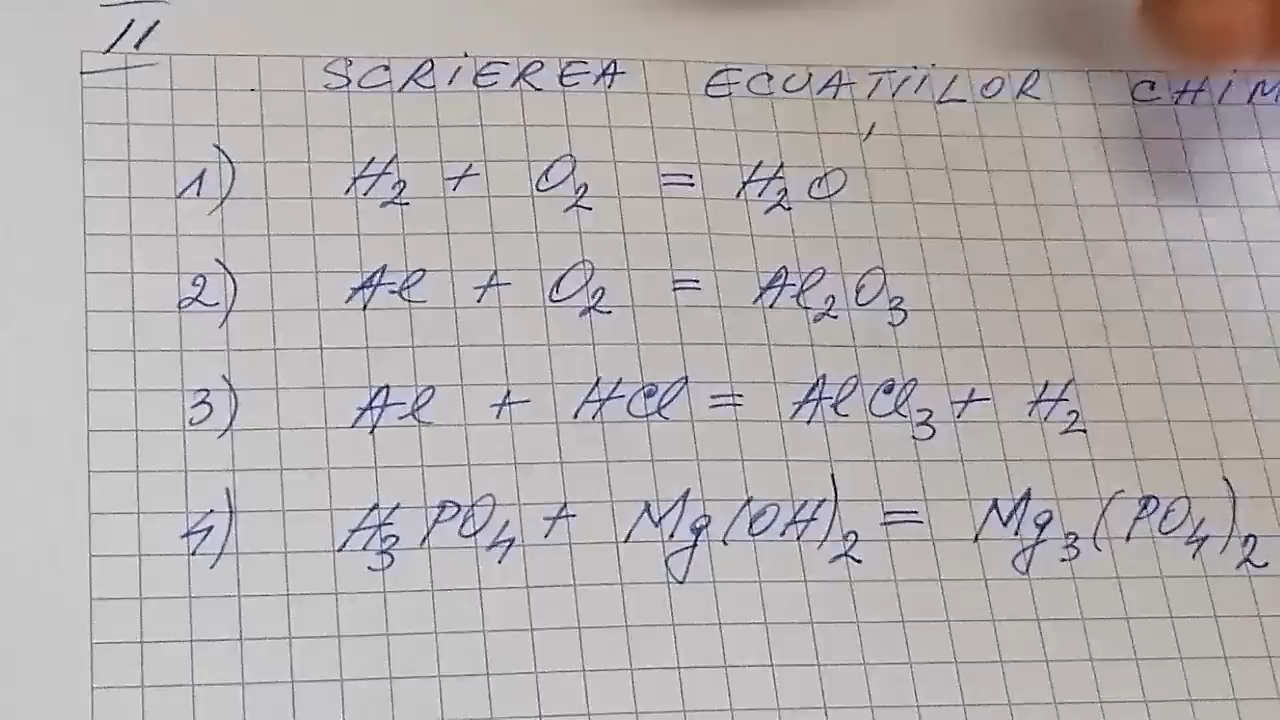 II
SCRIEREA ECUAȚIILOR CHIM
1) H₂ + O₂ = H₂O
2) Al + O₂ = Al₂O₃
3) Al + HCl = AlCl₃ + H₂
4) H₃PO₄ + Mg(OH)₂ = Mg₃(PO₄)₂